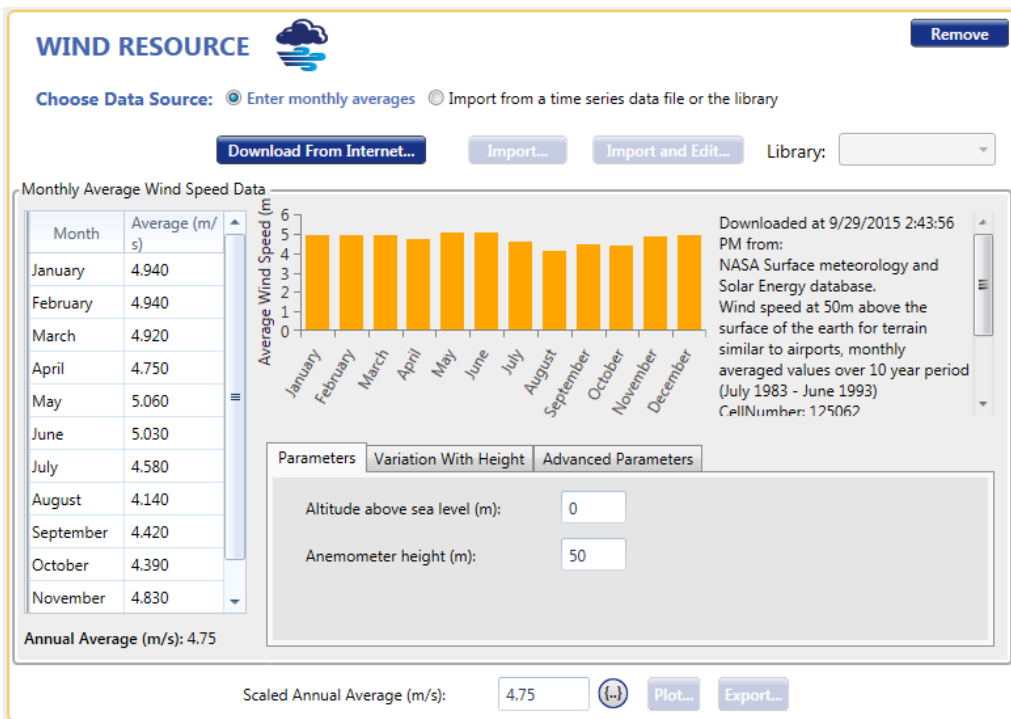 WIND RESOURCE
Remove
Choose Data Source: Enter monthly averages Import from a time series data file or the library
Download From Internet... Import... Import and Edit... Library:
Monthly Average Wind Speed Data
Month Average (m/
s)
January 4.940
February 4.940
March 4.920
April 4.750
May 5.060
June 5.030
July 4.580
August 4.140
September 4.420
October 4.390
November 4.830
Annual Average (m/s): 4.75
Average Wind Speed (m
6
5
4
3
2
1
0
January February March April May June July August September October November December
Downloaded at 9/29/2015 2:43:56
PM from:
NASA Surface meteorology and
Solar Energy database.
Wind speed at 50m above the
surface of the earth for terrain
similar to airports, monthly
averaged values over 10 year period
(July 1983 - June 1993)
CellNumber: 125062
Parameters Variation With Height Advanced Parameters
Altitude above sea level (m): 0
Anemometer height (m): 50
Scaled Annual Average (m/s): 4.75 {..} Plot... Export...